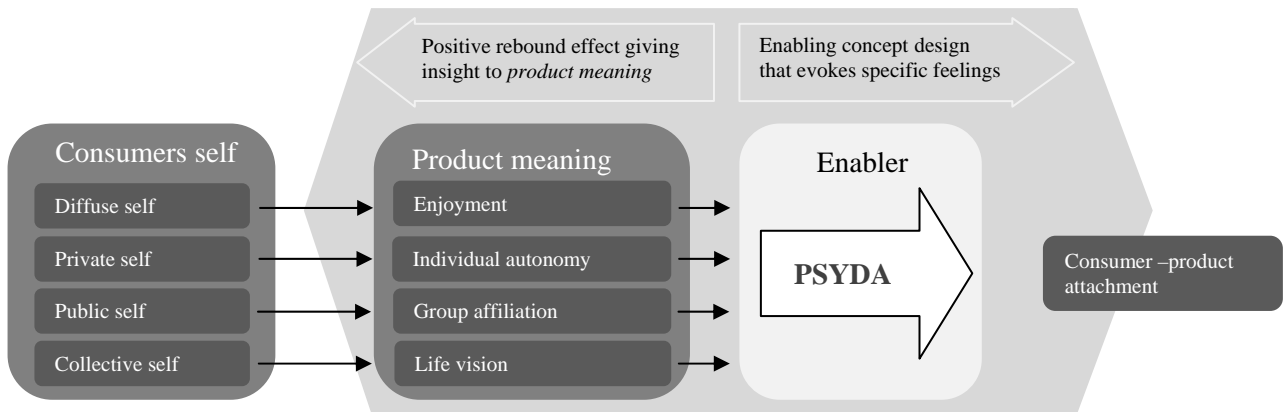 Positive rebound effect giving
insight to product meaning
Enabling concept design
that evokes specific feelings
Consumers self
Diffuse self
Private self
Public self
Collective self
Product meaning
Enjoyment
Individual autonomy
Group affiliation
Life vision
Enabler
PSYDA
Consumer –product
attachment